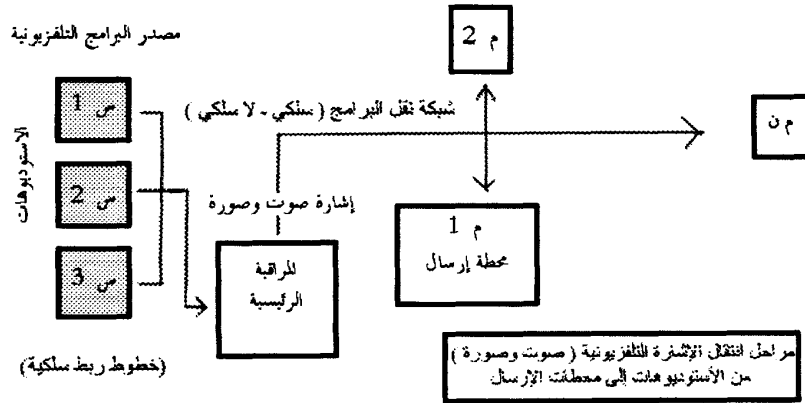 مصدر البرامج التلفزيونية
م 2
ص 1
شبكة نقل البرامج ( سلكي - لا سلكي )
م ن
الاستوديوهات
ص 2
إشارة صوت وصورة
م 1
محطة إرسال
ص 3
المراقبة
الرئيسية
(خطوط ربط سلكية)
مراحل انتقال الإشارة التلفزيونية ( صوت وصورة )
من الأستوديوهات إلى محطات الإرسال